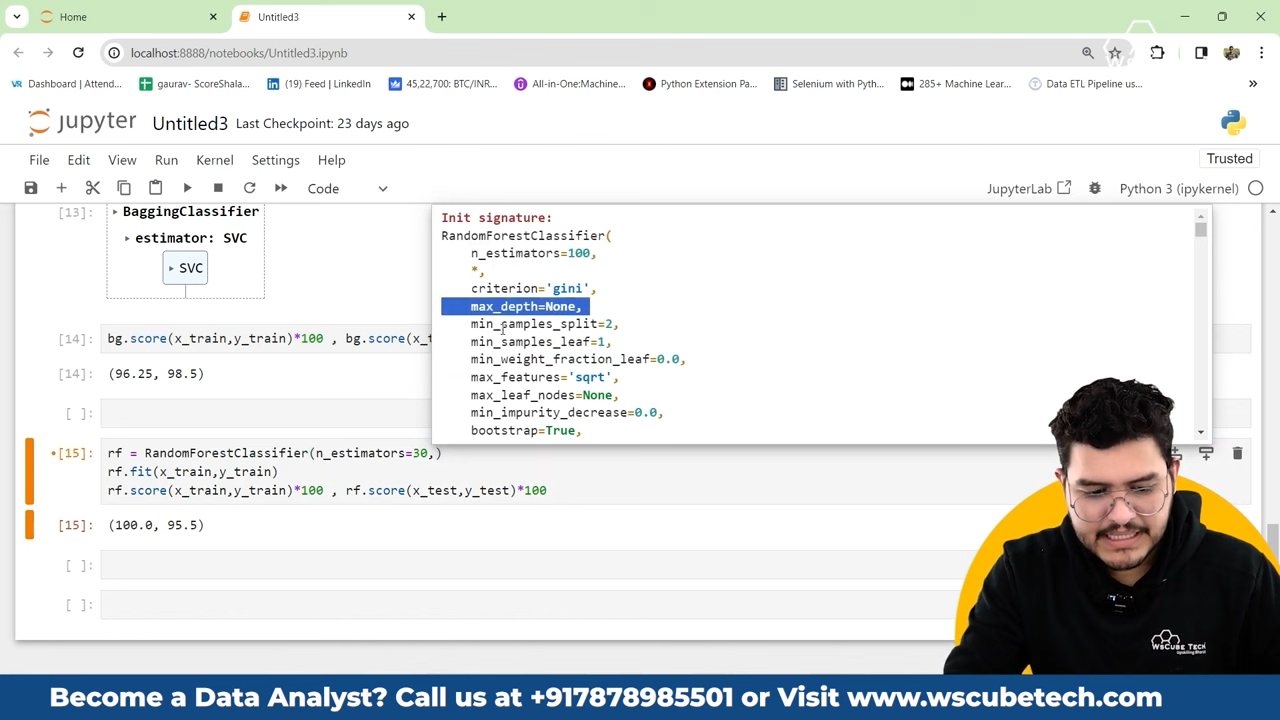 Home
Untitled3
localhost:8888/notebooks/Untitled3.ipynb
VR Dashboard | Attend...
gaurav- ScoreShala...
(19) Feed | LinkedIn
45,22,700: BTC/INR...
All-in-One:Machine...
Python Extension Pa...
Selenium with Pyth...
285+ Machine Lear...
Data ETL Pipeline us...
jupyter Untitled3 Last Checkpoint: 23 days ago
File Edit View Run Kernel Settings Help
Trusted
Code
JupyterLab
Python 3 (ipykernel)
[13]:
BaggingClassifier
estimator: SVC
SVC
Init signature:
RandomForestClassifier(
n_estimators=100,
*,
criterion='gini',
max_depth=None,
min_samples_split=2,
min_samples_leaf=1,
min_weight_fraction_leaf=0.0,
max_features='sqrt',
max_leaf_nodes=None,
min_impurity_decrease=0.0,
bootstrap=True,
[14]: bg.score(x_train,y_train)*100 , bg.score(x_t
[14]: (96.25, 98.5)
[ ]:
[15]: rf = RandomForestClassifier(n_estimators=30,)
rf.fit(x_train,y_train)
rf.score(x_train,y_train)*100 , rf.score(x_test,y_test)*100
[15]: (100.0, 95.5)
[ ]:
[ ]:
WSCUBE TECH
Upskilling Bharat
Become a Data Analyst? Call us at +917878985501 or Visit www.wscubetech.com